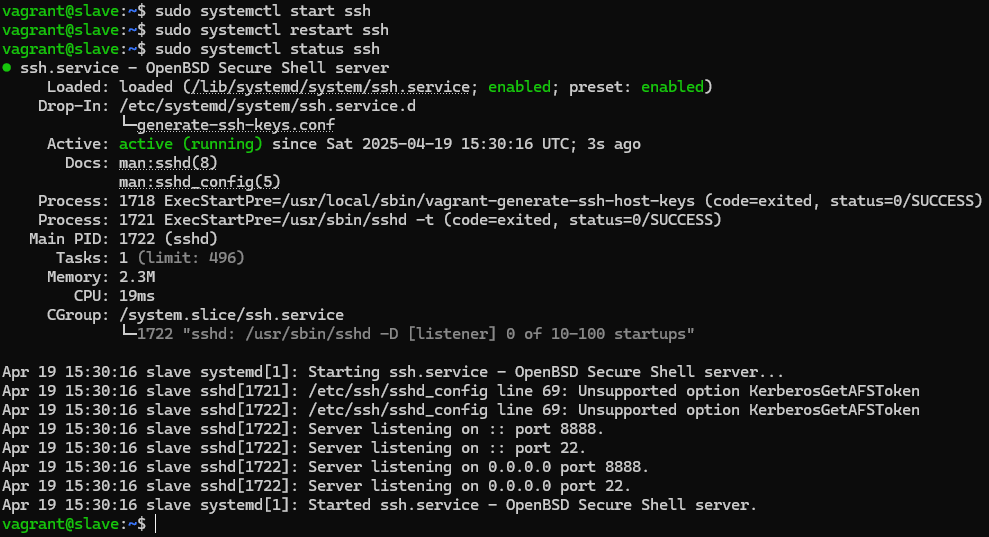 vagrant@slave:~$ sudo systemctl start ssh
vagrant@slave:~$ sudo systemctl restart ssh
vagrant@slave:~$ sudo systemctl status ssh
● ssh.service - OpenBSD Secure Shell server
     Loaded: loaded (/lib/systemd/system/ssh.service; enabled; preset: enabled)
    Drop-In: /etc/systemd/system/ssh.service.d
             └─generate-ssh-keys.conf
     Active: active (running) since Sat 2025-04-19 15:30:16 UTC; 3s ago
       Docs: man:sshd(8)
             man:sshd_config(5)
    Process: 1718 ExecStartPre=/usr/local/sbin/vagrant-generate-ssh-host-keys (code=exited, status=0/SUCCESS)
    Process: 1721 ExecStartPre=/usr/sbin/sshd -t (code=exited, status=0/SUCCESS)
   Main PID: 1722 (sshd)
      Tasks: 1 (limit: 496)
     Memory: 2.3M
        CPU: 19ms
     CGroup: /system.slice/ssh.service
             └─1722 "sshd: /usr/sbin/sshd -D [listener] 0 of 10-100 startups"

Apr 19 15:30:16 slave systemd[1]: Starting ssh.service - OpenBSD Secure Shell server...
Apr 19 15:30:16 slave sshd[1721]: /etc/ssh/sshd_config line 69: Unsupported option KerberosGetAFSToken
Apr 19 15:30:16 slave sshd[1722]: /etc/ssh/sshd_config line 69: Unsupported option KerberosGetAFSToken
Apr 19 15:30:16 slave sshd[1722]: Server listening on :: port 8888.
Apr 19 15:30:16 slave sshd[1722]: Server listening on :: port 22.
Apr 19 15:30:16 slave sshd[1722]: Server listening on 0.0.0.0 port 8888.
Apr 19 15:30:16 slave sshd[1722]: Server listening on 0.0.0.0 port 22.
Apr 19 15:30:16 slave systemd[1]: Started ssh.service - OpenBSD Secure Shell server.
vagrant@slave:~$